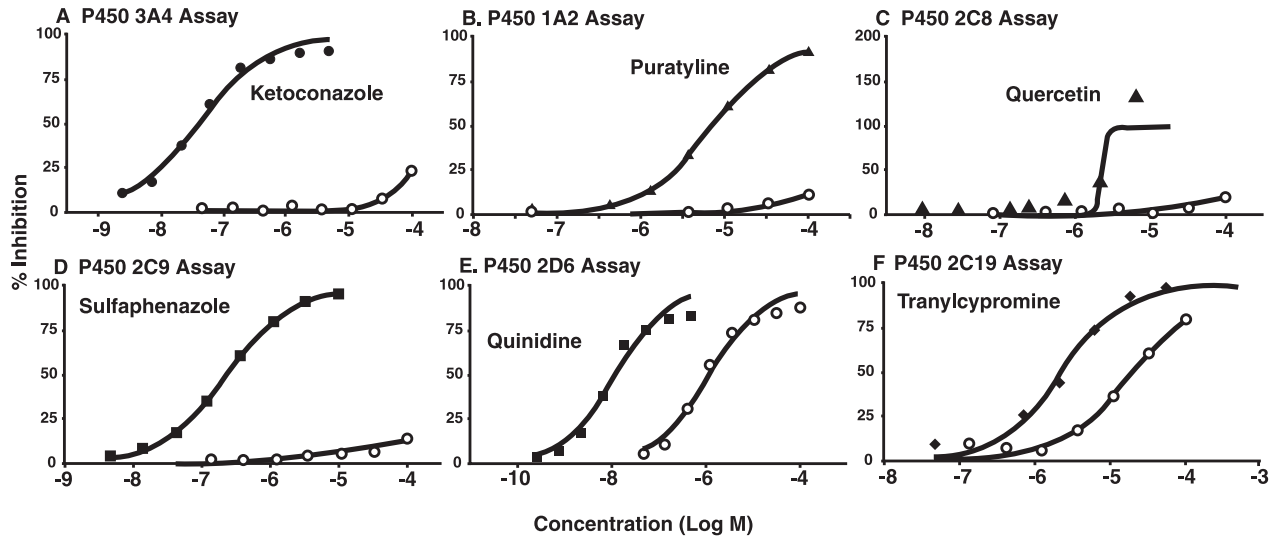 A P450 3A4 Assay
100
75
50
25
0
-9 -8 -7 -6 -5 -4
Ketoconazole
B. P450 1A2 Assay
100
75
50
25
0
-8 -7 -6 -5 -4
Puratyline
C P450 2C8 Assay
200
150
100
50
0
-8 -7 -6 -5 -4
Quercetin
% Inhibition
D P450 2C9 Assay
100
75
50
25
0
-9 -8 -7 -6 -5 -4
Sulfaphenazole
E. P450 2D6 Assay
100
75
50
25
0
-10 -8 -6 -4
Quinidine
F P450 2C19 Assay
100
75
50
25
0
-8 -7 -6 -5 -4 -3
Tranylcypromine
Concentration (Log M)